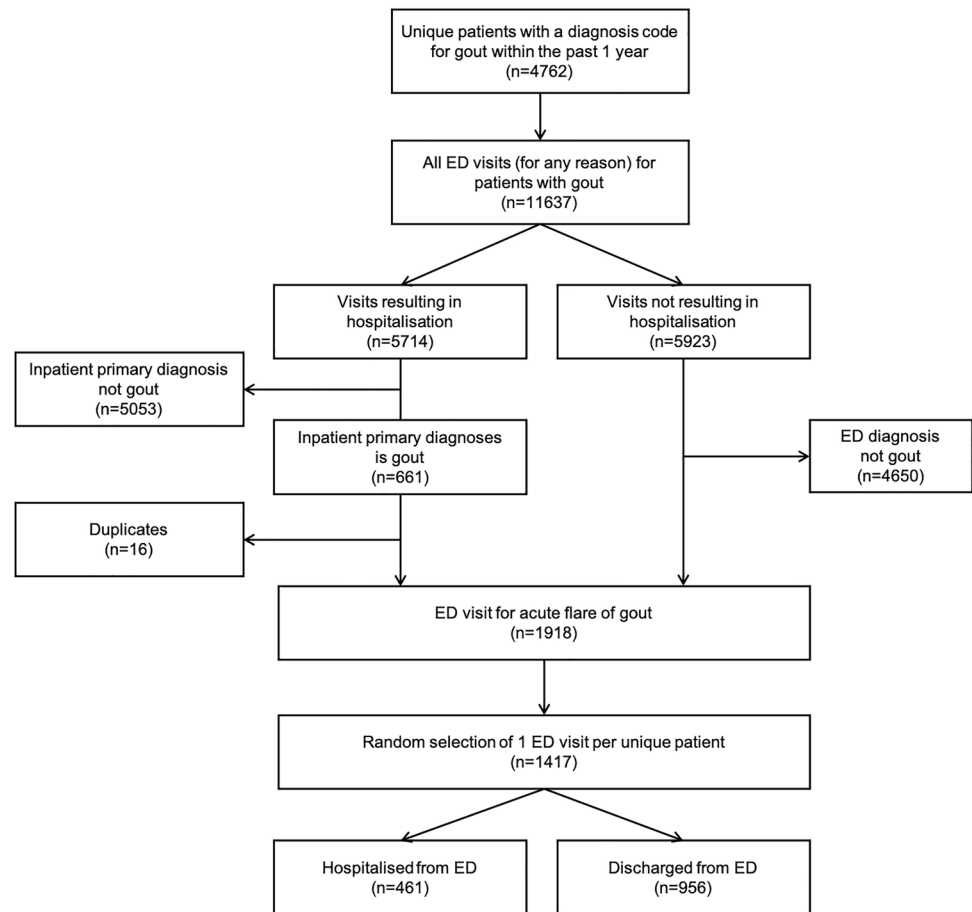 Unique patients with a diagnosis code
for gout within the past 1 year
(n=4762)
All ED visits (for any reason) for
patients with gout
(n=11637)
Visits resulting in
hospitalisation
(n=5714)
Visits not resulting in
hospitalisation
(n=5923)
Inpatient primary diagnosis
not gout
(n=5053)
Inpatient primary diagnoses
is gout
(n=661)
ED diagnosis
not gout
(n=4650)
Duplicates
(n=16)
ED visit for acute flare of gout
(n=1918)
Random selection of 1 ED visit per unique patient
(n=1417)
Hospitalised from ED
(n=461)
Discharged from ED
(n=956)